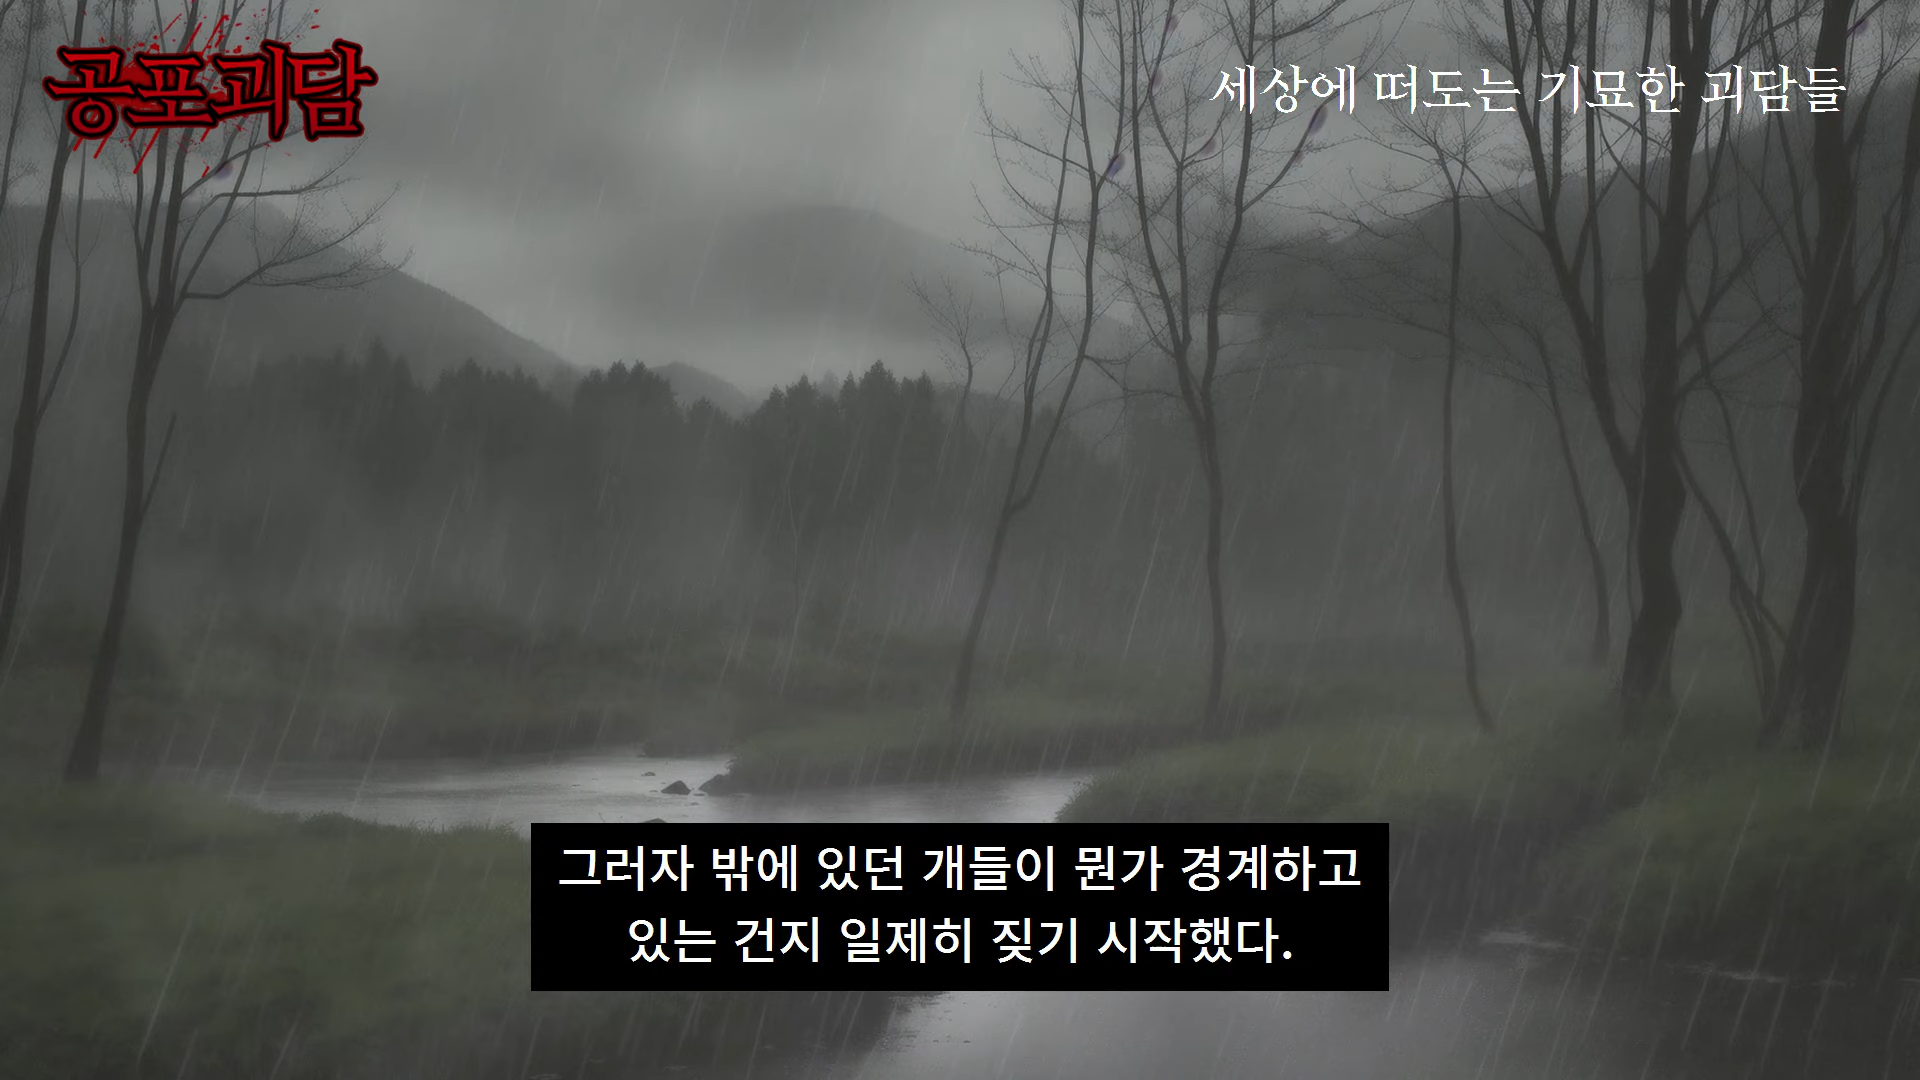 공포괴담
세상에 떠도는 기묘한 괴담들
그러자 밖에 있던 개들이 뭔가 경계하고
있는 건지 일제히 짖기 시작했다.